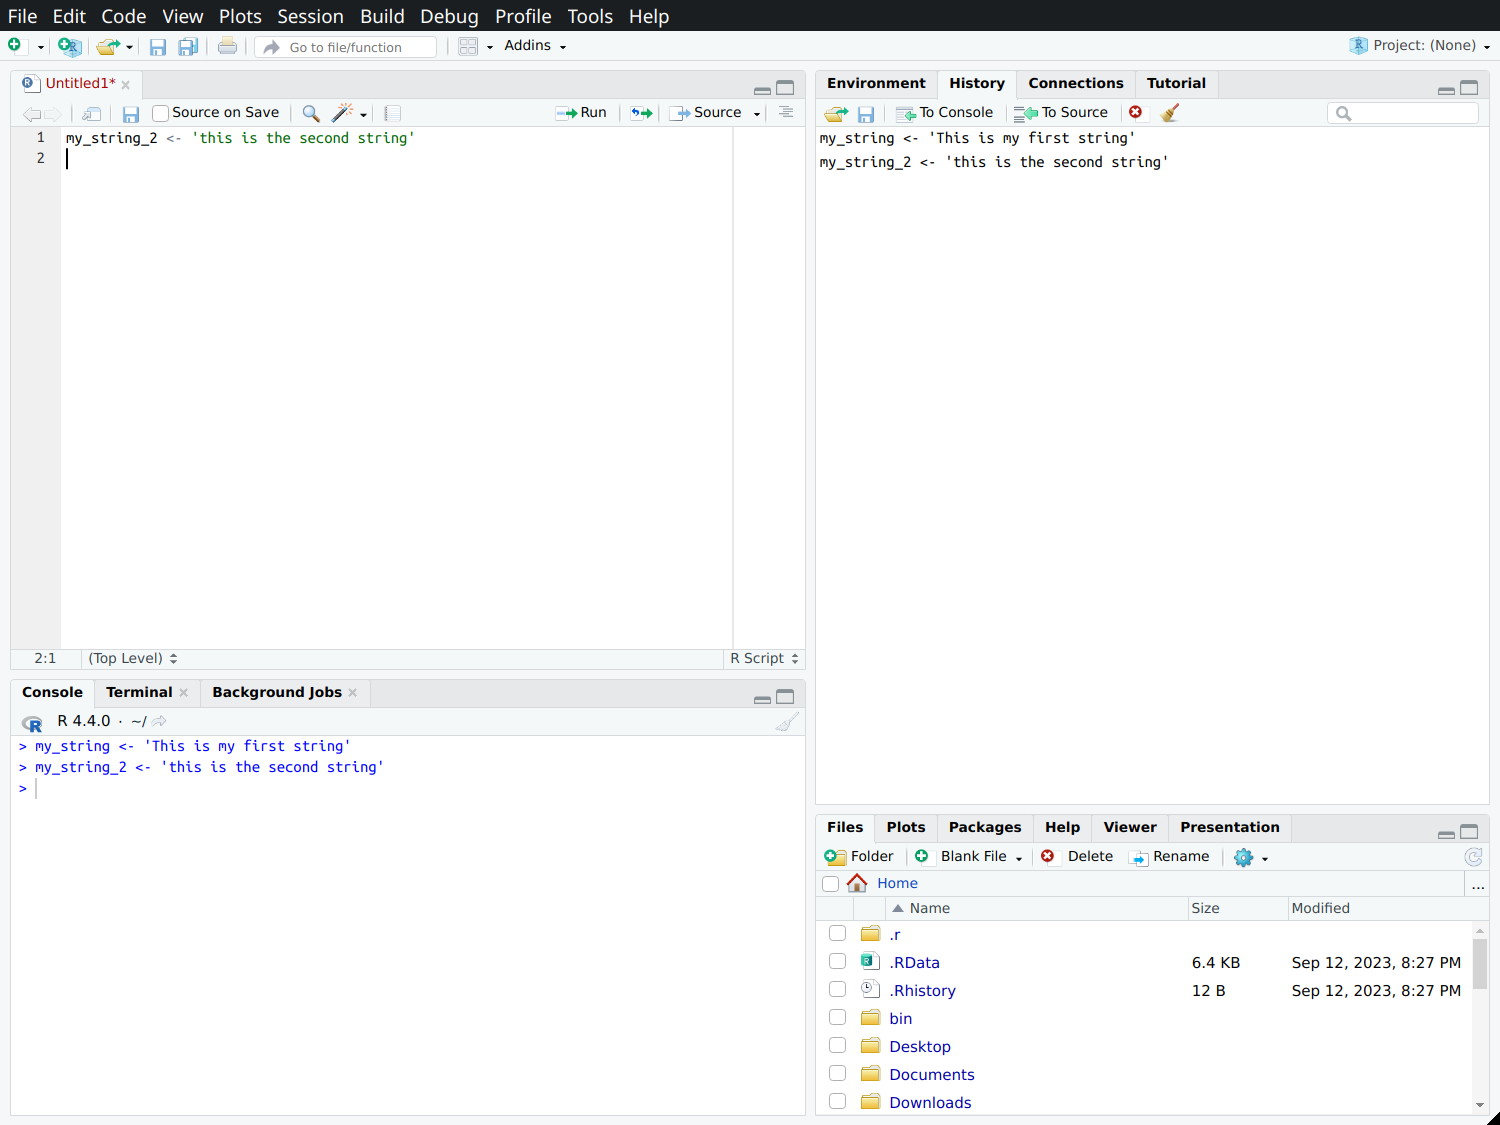 File Edit Code View Plots Session Build Debug Profile Tools Help
Go to file/function Addins Project: (None)
Untitled1*
Source on Save Run Source
1 my_string_2 <- 'this is the second string'
2
2:1 (Top Level) R Script
Console Terminal Background Jobs
R 4.4.0 · ~/
> my_string <- 'This is my first string'
> my_string_2 <- 'this is the second string'
>
Environment History Connections Tutorial
To Console To Source
my_string <- 'This is my first string'
my_string_2 <- 'this is the second string'
Files Plots Packages Help Viewer Presentation
Folder Blank File Delete Rename
Home ...
Name Size Modified
.r
.RData 6.4 KB Sep 12, 2023, 8:27 PM
.Rhistory 12 B Sep 12, 2023, 8:27 PM
bin
Desktop
Documents
Downloads